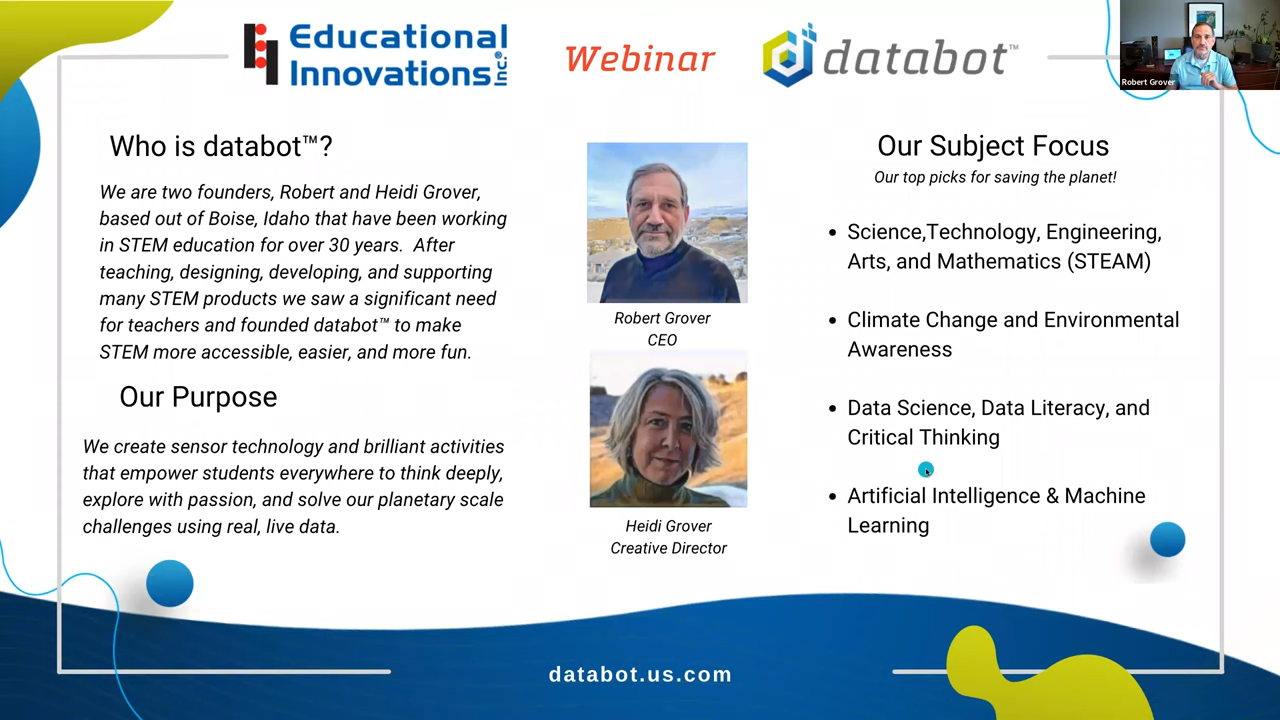 Educational
Innovations Inc.®
Webinar
databot™
Robert Grover
Who is databot™?
We are two founders, Robert and Heidi Grover,
based out of Boise, Idaho that have been working
in STEM education for over 30 years.  After
teaching, designing, developing, and supporting
many STEM products we saw a significant need
for teachers and founded databot™ to make
STEM more accessible, easier, and more fun.
Our Purpose
We create sensor technology and brilliant activities
that empower students everywhere to think deeply,
explore with passion, and solve our planetary scale
challenges using real, live data.
Robert Grover
CEO
Heidi Grover
Creative Director
Our Subject Focus
Our top picks for saving the planet!
• Science,Technology, Engineering,
Arts, and Mathematics (STEAM)
• Climate Change and Environmental
Awareness
• Data Science, Data Literacy, and
Critical Thinking
• Artificial Intelligence & Machine
Learning
databot.us.com